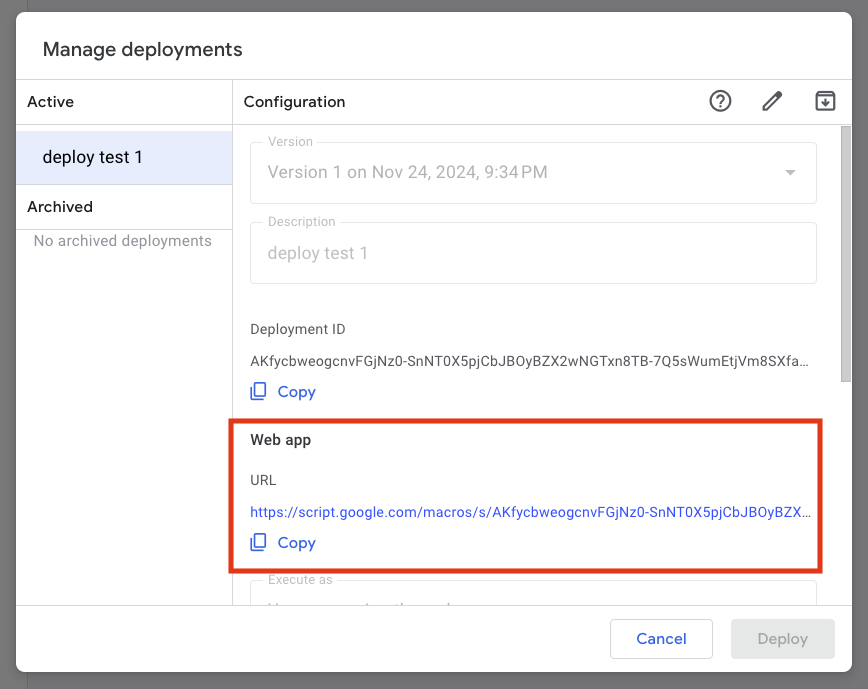 Manage deployments
Active
Configuration
deploy test 1
Archived
No archived deployments
Version
Version 1 on Nov 24, 2024, 9:34 PM
Description
deploy test 1
Deployment ID
AKfycbweogcnvFGjNz0-SnNT0X5pjCbJBOyBZX2wNGTxn8TB-7Q5sWumEtjVm8SXfa…
Copy
Web app
URL
https://script.google.com/macros/s/AKfycbweogcnvFGjNz0-SnNT0X5pjCbJBOyBZX…
Copy
Execute as
Cancel
Deploy